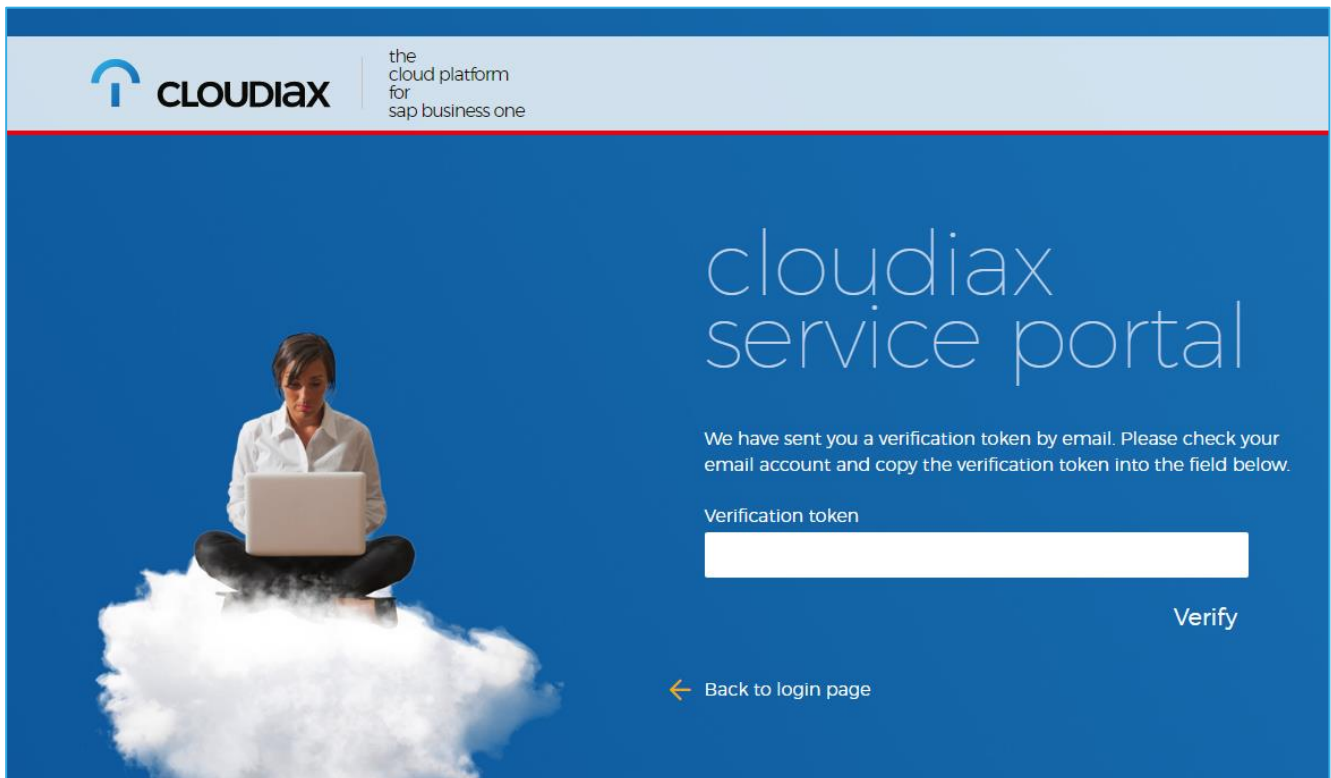 CLOUDIAX
the
cloud platform
for
sap business one
cloudiax
service portal
We have sent you a verification token by email. Please check your
email account and copy the verification token into the field below.
Verification token
Verify
Back to login page